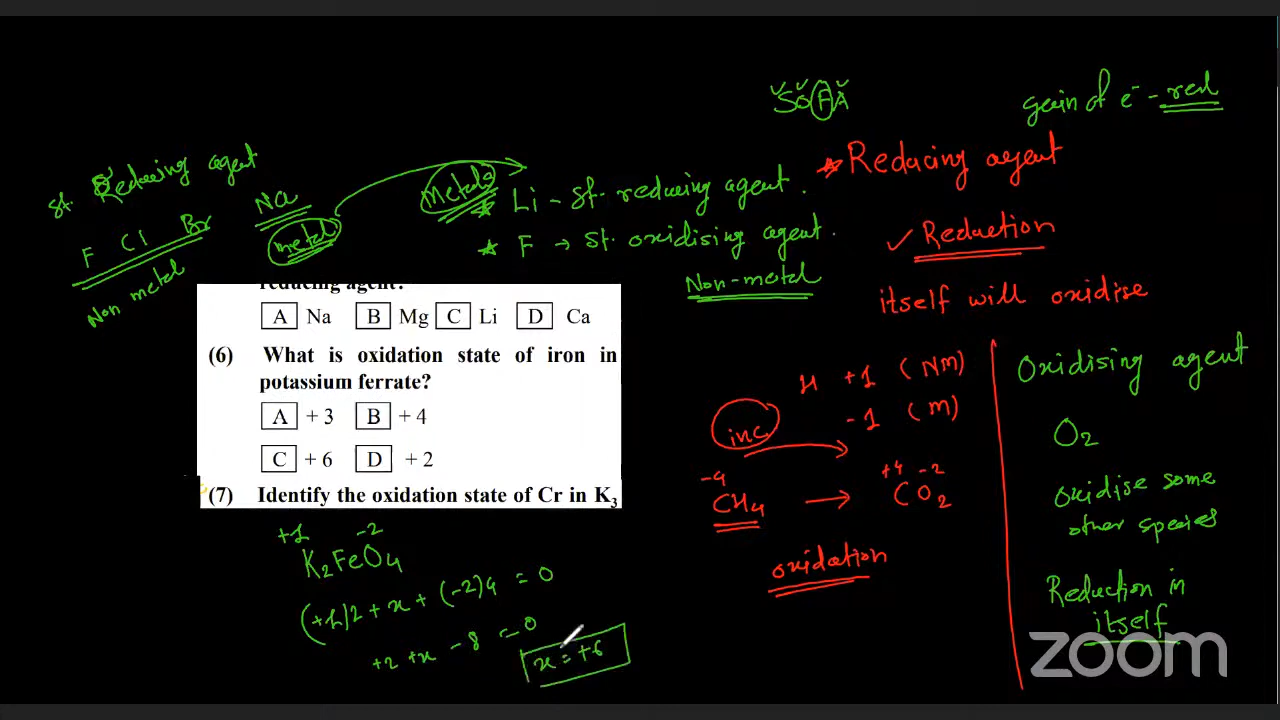 SOFA
gain of e⁻ - red
St. Reducing agent
F Cl Br
Non metal
Na
metal
Metals
* Li - St. reducing agent.
* F → St. oxidising agent.
Non-metal
* Reducing agent
✓ Reduction
itself will oxidise
reducing agent?
A Na B Mg C Li D Ca
(6) What is oxidation state of iron in
potassium ferrate?
A + 3 B + 4
C + 6 D + 2
(7) Identify the oxidation state of Cr in K₃
+1 -2
K₂FeO₄
(+1)2 + x + (-2)4 = 0
+2 +x - 8 = 0
x = +6
H +1 (NM)
-1 (M)
inc.
-4 +4 -2
CH₄ → CO₂
oxidation
Oxidising agent
O₂
oxidise some
other species
Reduction in
itself
zoom